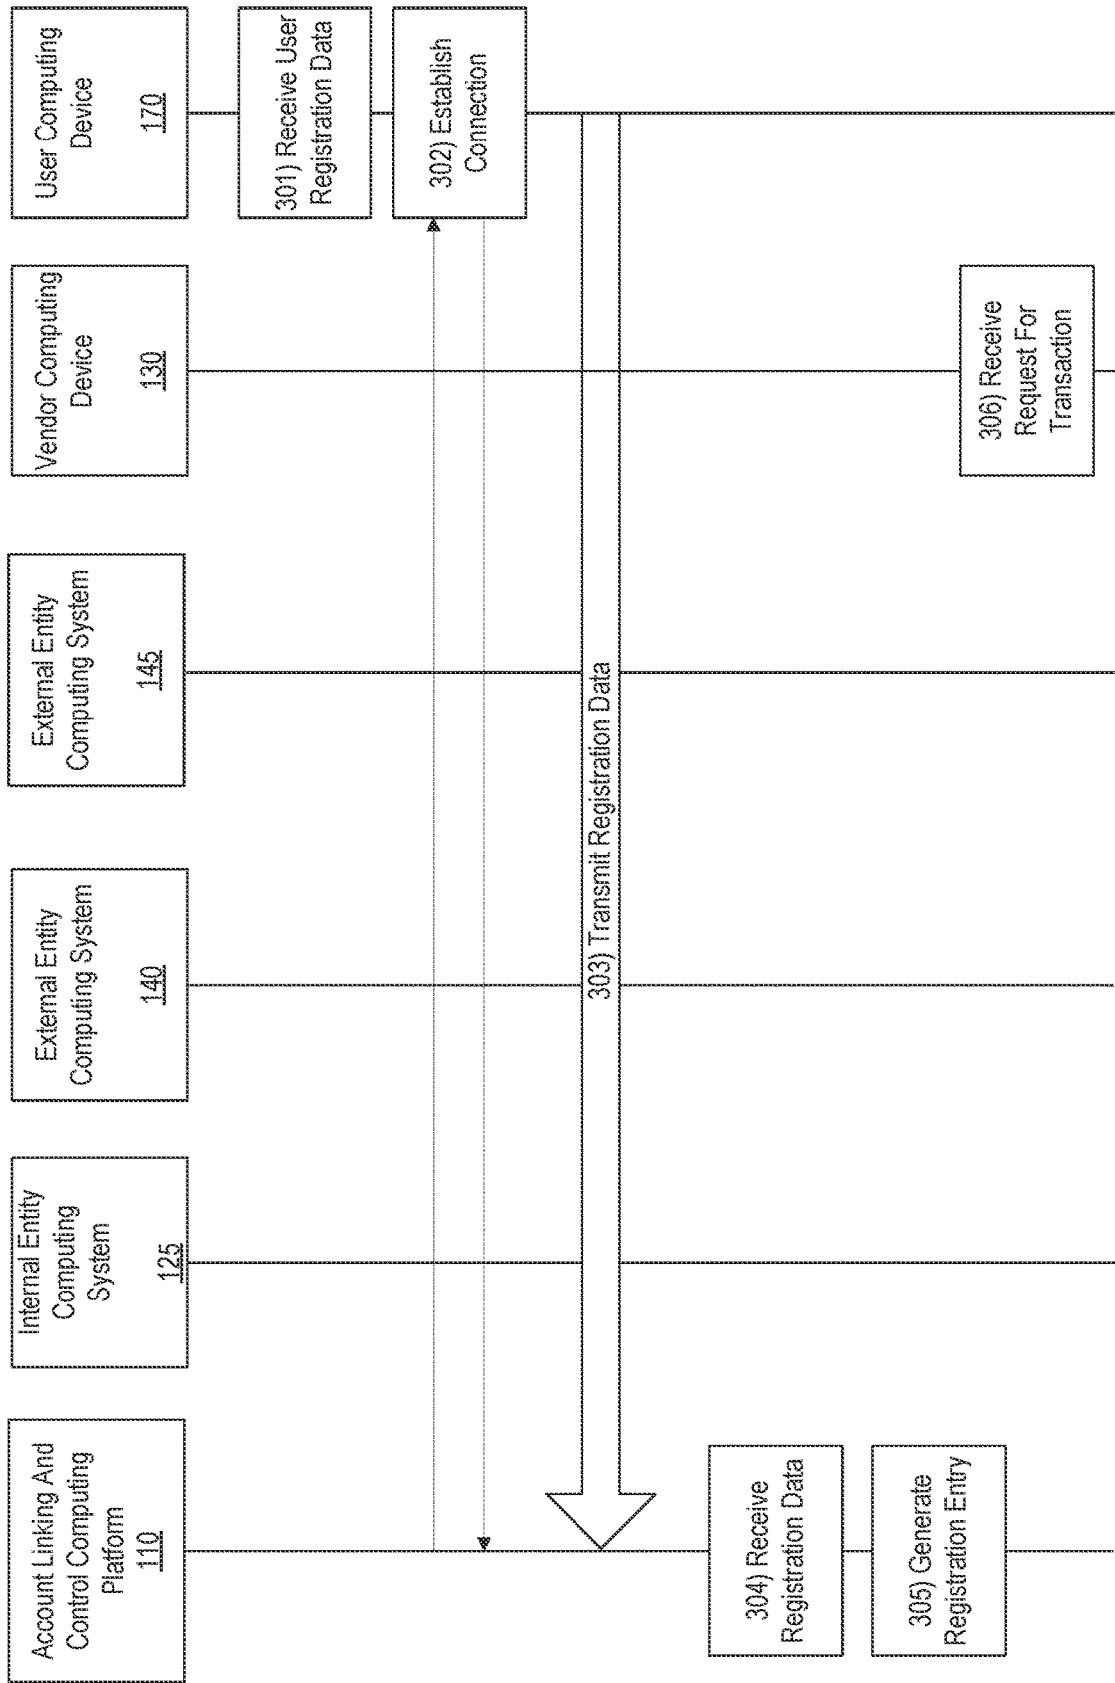 Account Linking And
Control Computing
Platform
110
Internal Entity
Computing
System
125
External Entity
Computing System
140
External Entity
Computing System
145
Vendor Computing
Device
130
User Computing
Device
170
301) Receive User
Registration Data
302) Establish
Connection
303) Transmit Registration Data
304) Receive
Registration Data
305) Generate
Registration Entry
306) Receive
Request For
Transaction